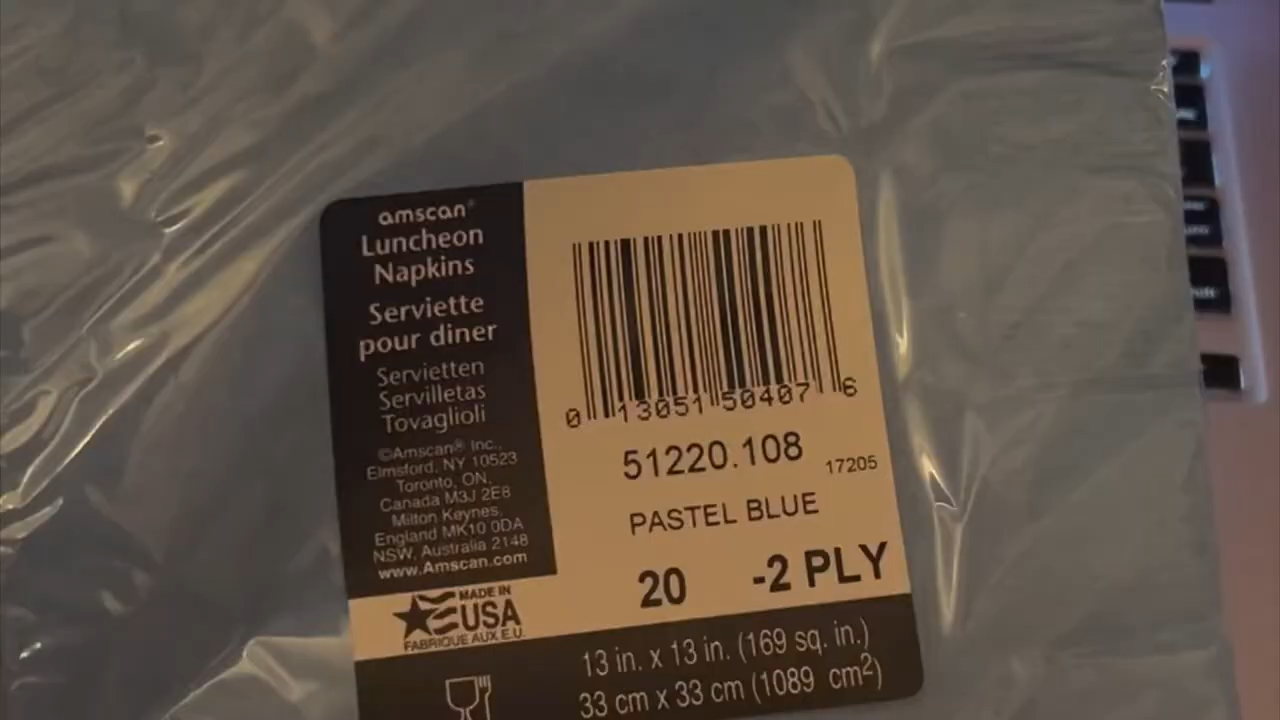 amscan®
Luncheon
Napkins
Serviette
pour diner
Servietten
Servilletas
Tovaglioli
©Amscan® Inc.,
Elmsford, NY 10523
Toronto, ON,
Canada M3J 2E8
Milton Keynes,
England MK10 0DA
NSW, Australia 2148
www.Amscan.com
MADE IN
USA
FABRIQUE AUX E.U.
0 13051 50407 6
51220.108
17205
PASTEL BLUE
20 -2 PLY
13 in. x 13 in. (169 sq. in.)
33 cm x 33 cm (1089 cm2)